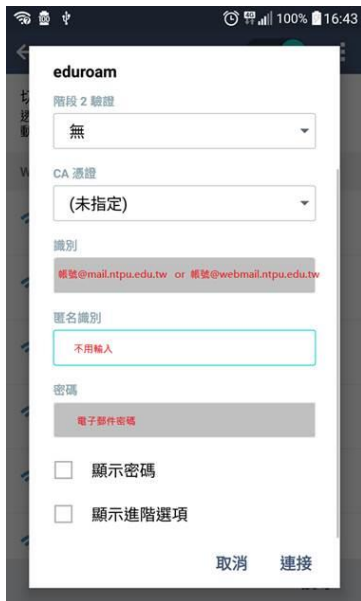 100% 16:43
eduroam
階段 2 驗證
無
CA 憑證
(未指定)
識別
帳號@mail.ntpu.edu.tw or 帳號@webmail.ntpu.edu.tw
匿名識別
不用輸入
密碼
電子郵件密碼
顯示密碼
顯示進階選項
取消 連接